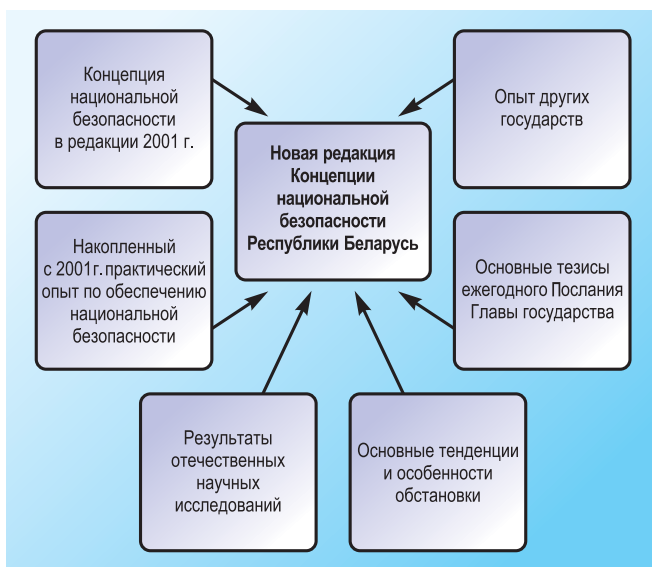 Концепция
национальной
безопасности
в редакции 2001 г.
Опыт других
государств
Новая редакция
Концепции
национальной
безопасности
Республики Беларусь
Накопленный
с 2001г. практический
опыт по обеспечению
национальной
безопасности
Основные тезисы
ежегодного Послания
Главы государства
Результаты
отечественных
научных
исследований
Основные тенденции
и особенности
обстановки